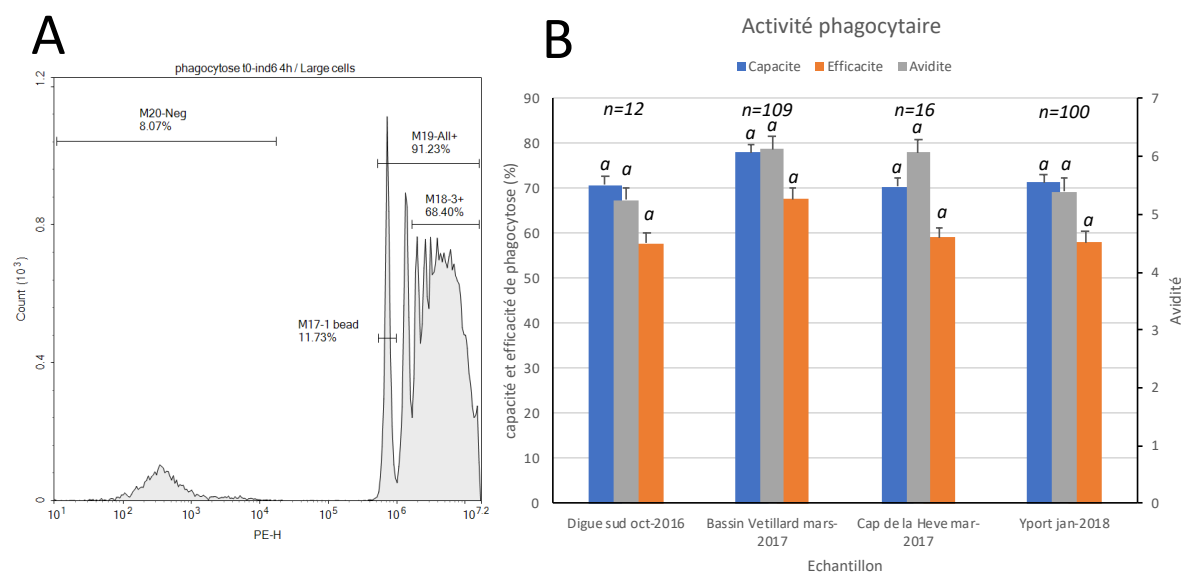 A
phagocytose t0-ind6 4h / Large cells
1.2
0.8
0.4
0
Count (10³)
M20-Neg
8.07%
M19-All+
91.23%
M18-3+
68.40%
M17-1 bead
11.73%
10¹ 10² 10³ 10⁴ 10⁵ 10⁶ 10⁷·²
PE-H
B
Activité phagocytaire
Capacite Efficacite Avidite
capacité et efficacité de phagocytose (%)
90
80
70
60
50
40
30
20
10
0
n=12 n=109 n=16 n=100
a a a a a a a a a a a a
7
6
5
4
3
2
1
0
Avidité
Digue sud oct-2016 Bassin Vetillard mars- Cap de la Heve mar- Yport jan-2018
2017 2017
Echantillon